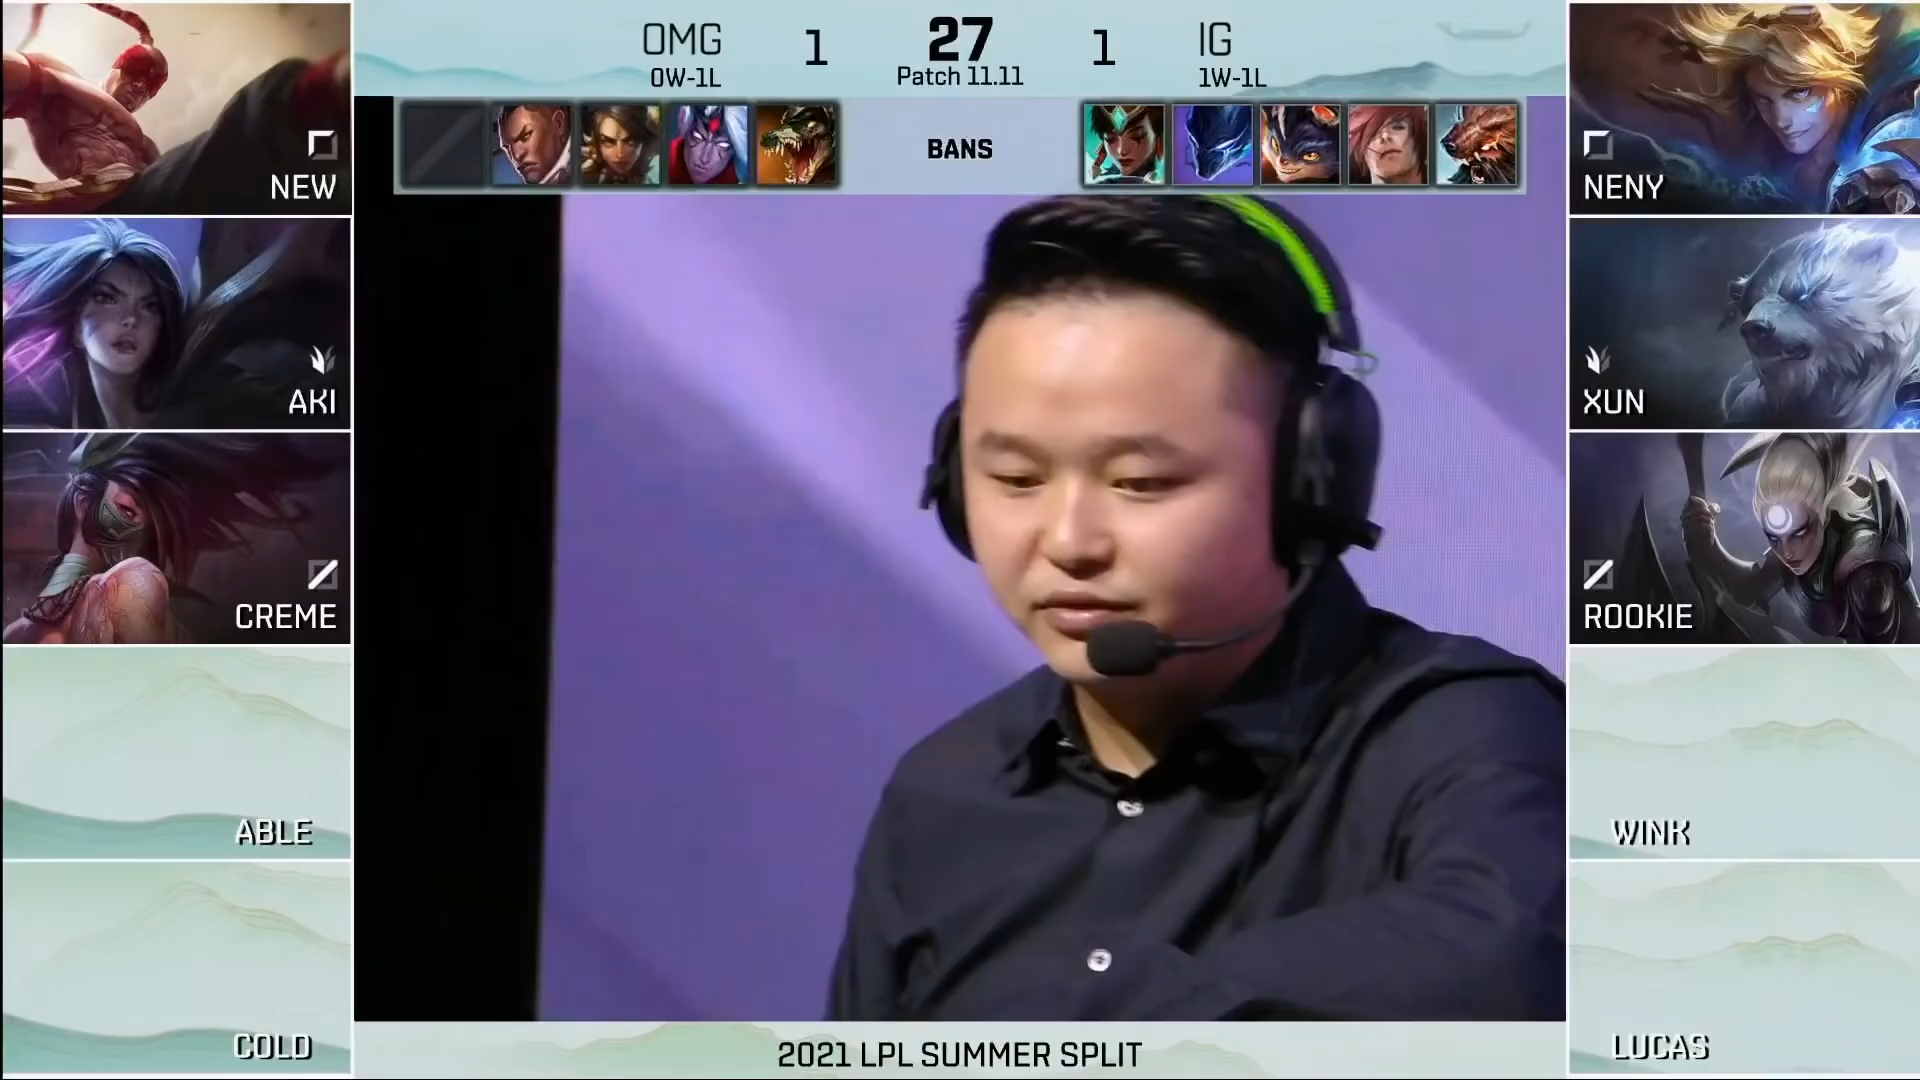 OMG
0W-1L
1
27
Patch 11.11
1
IG
1W-1L
BANS
NEW
AKI
CREME
ABLE
COLD
NENY
XUN
ROOKIE
WINK
LUCAS
2021 LPL SUMMER SPLIT